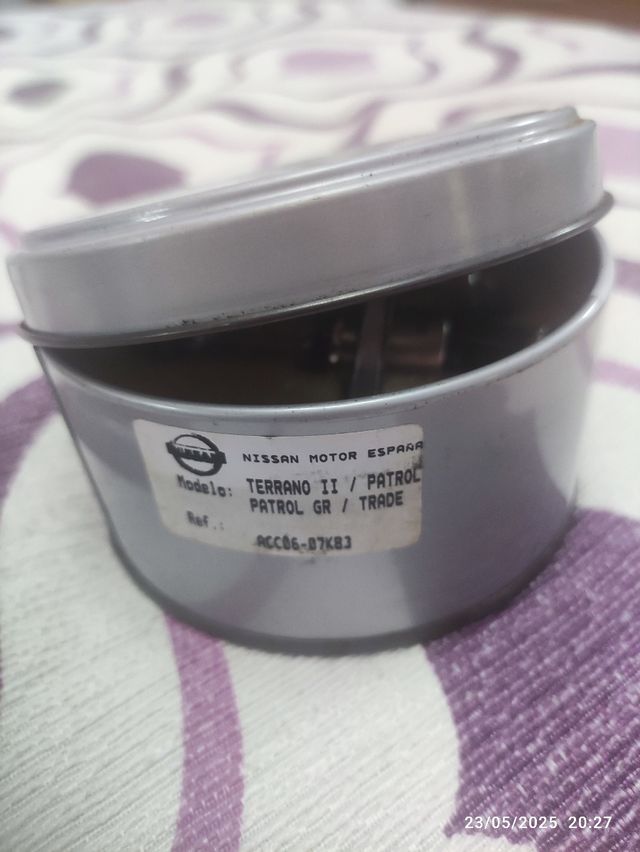 NISSAN
NISSAN MOTOR ESPAÑA
Modelo: TERRANO II / PATROL
PATROL GR / TRADE
Ref.: ACC06-07K83
23/05/2025 20:27